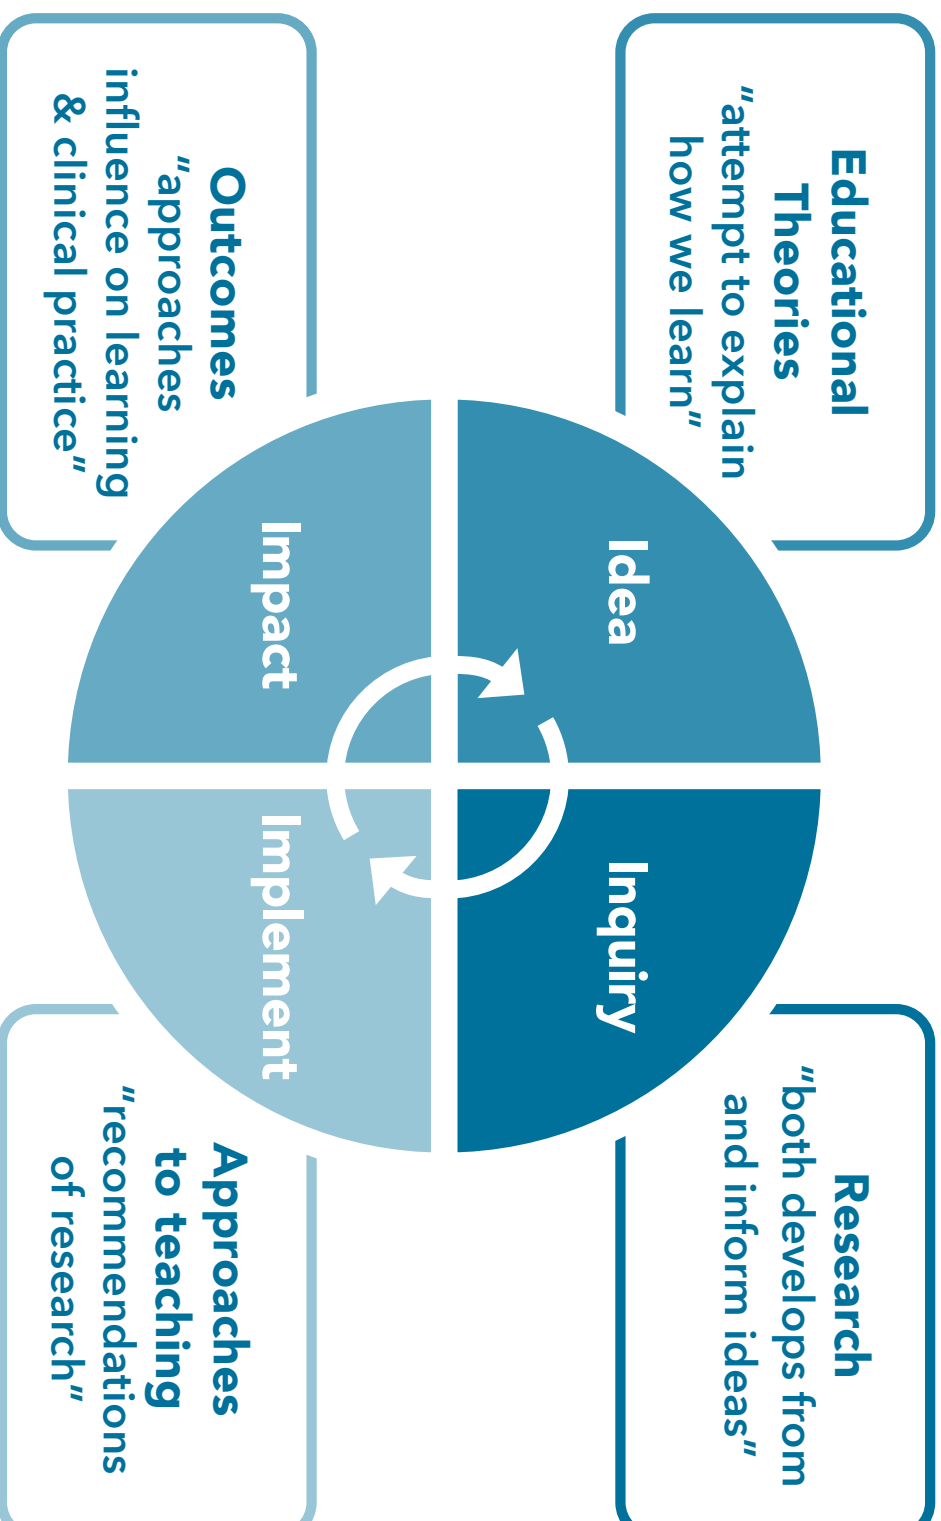 Educational
Theories
“attempt to explain
how we learn”
Idea
Inquiry
Research
“both develops from
and inform ideas”
Outcomes
“approaches
influence on learning
& clinical practice”
Impact
Implement
Approaches
to teaching
“recommendations
of research”